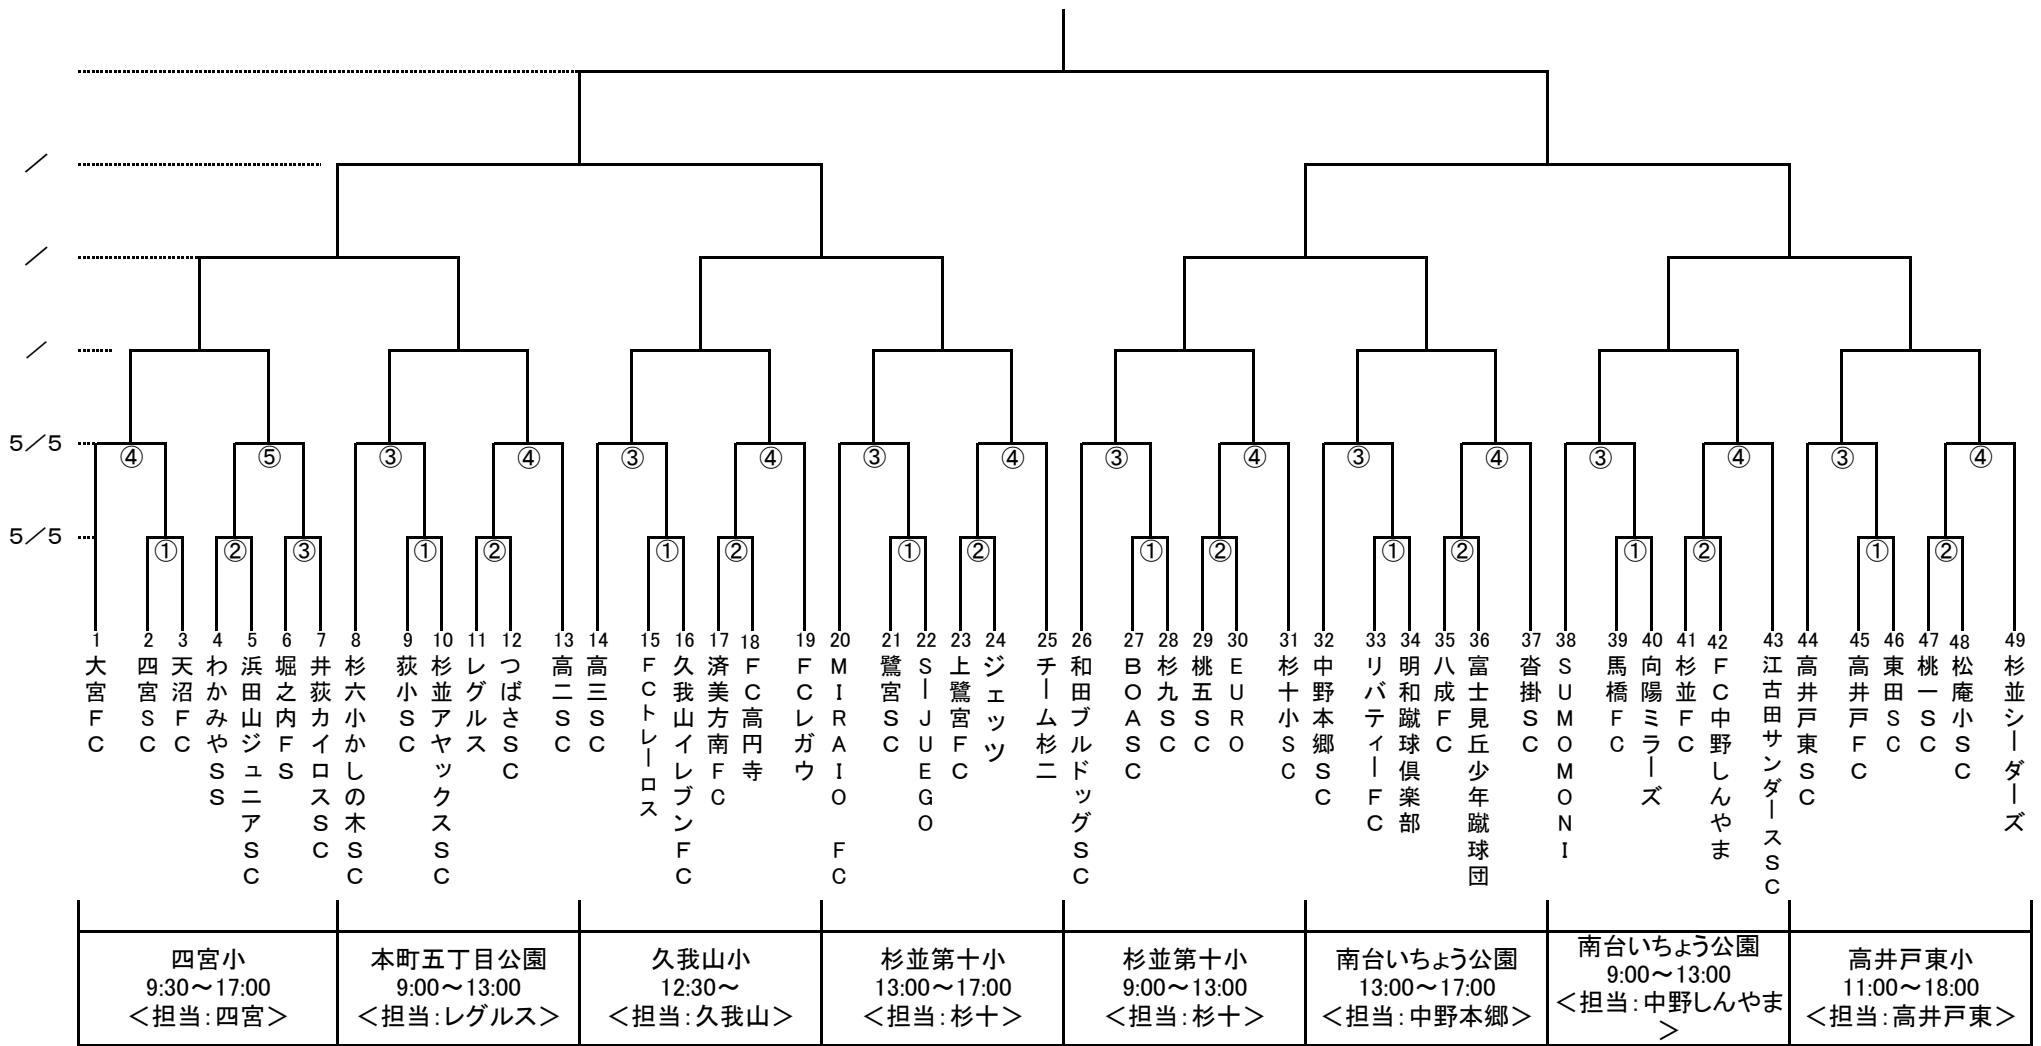 ／
／
／
5／5
④ ⑤ ③ ④ ③ ④ ③ ④ ③ ④ ③ ④ ③ ④ ③ ④
5／5
① ② ③ ① ② ① ② ① ② ① ② ① ② ① ② ① ②
1 大宮FC
2 四宮SC
3 天沼FC
4 わかみやSS
5 浜田山ジュニアSC
6 堀之内FS
7 井荻カイロスSC
8 杉六小かしの木SC
9 荻小SC
10 杉並アヤックスSC
11 レグルス
12 つばさSC
13 高二SC
14 高三SC
15 FCトレーロス
16 久我山イレブンFC
17 済美方南FC
18 FC高円寺
19 FCレガウ
20 MIRAIO FC
21 鷺宮SC
22 S―JUEGO
23 上鷺宮FC
24 ジェッツ
25 チーム杉二
26 和田ブルドッグSC
27 BOASC
28 杉九SC
29 桃五SC
30 EURO
31 杉十小SC
32 中野本郷SC
33 リバティーFC
34 明和蹴球倶楽部
35 八成FC
36 富士見丘少年蹴球団
37 沓掛SC
38 SUMOMONI
39 馬橋FC
40 向陽ミラーズ
41 杉並FC
42 FC中野しんやま
43 江古田サンダースSC
44 高井戸東SC
45 高井戸FC
46 東田SC
47 桃一SC
48 松庵小SC
49 杉並シーダーズ
四宮小
9:30～17:00
＜担当:四宮＞
本町五丁目公園
9:00～13:00
＜担当:レグルス＞
久我山小
12:30～
＜担当:久我山＞
杉並第十小
13:00～17:00
＜担当:杉十＞
杉並第十小
9:00～13:00
＜担当:杉十＞
南台いちょう公園
13:00～17:00
＜担当:中野本郷＞
南台いちょう公園
9:00～13:00
＜担当:中野しんやま
＞
高井戸東小
11:00～18:00
＜担当:高井戸東＞